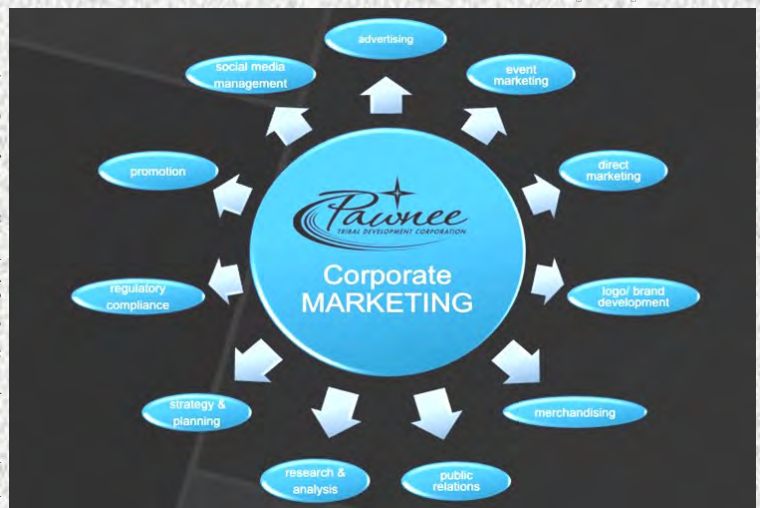 advertising
social media
management
event
marketing
promotion
direct
marketing
Pawnee
TRIBAL DEVELOPMENT CORPORATION
Corporate
MARKETING
regulatory
compliance
logo/ brand
development
strategy &
planning
merchandising
research &
analysis
public
relations